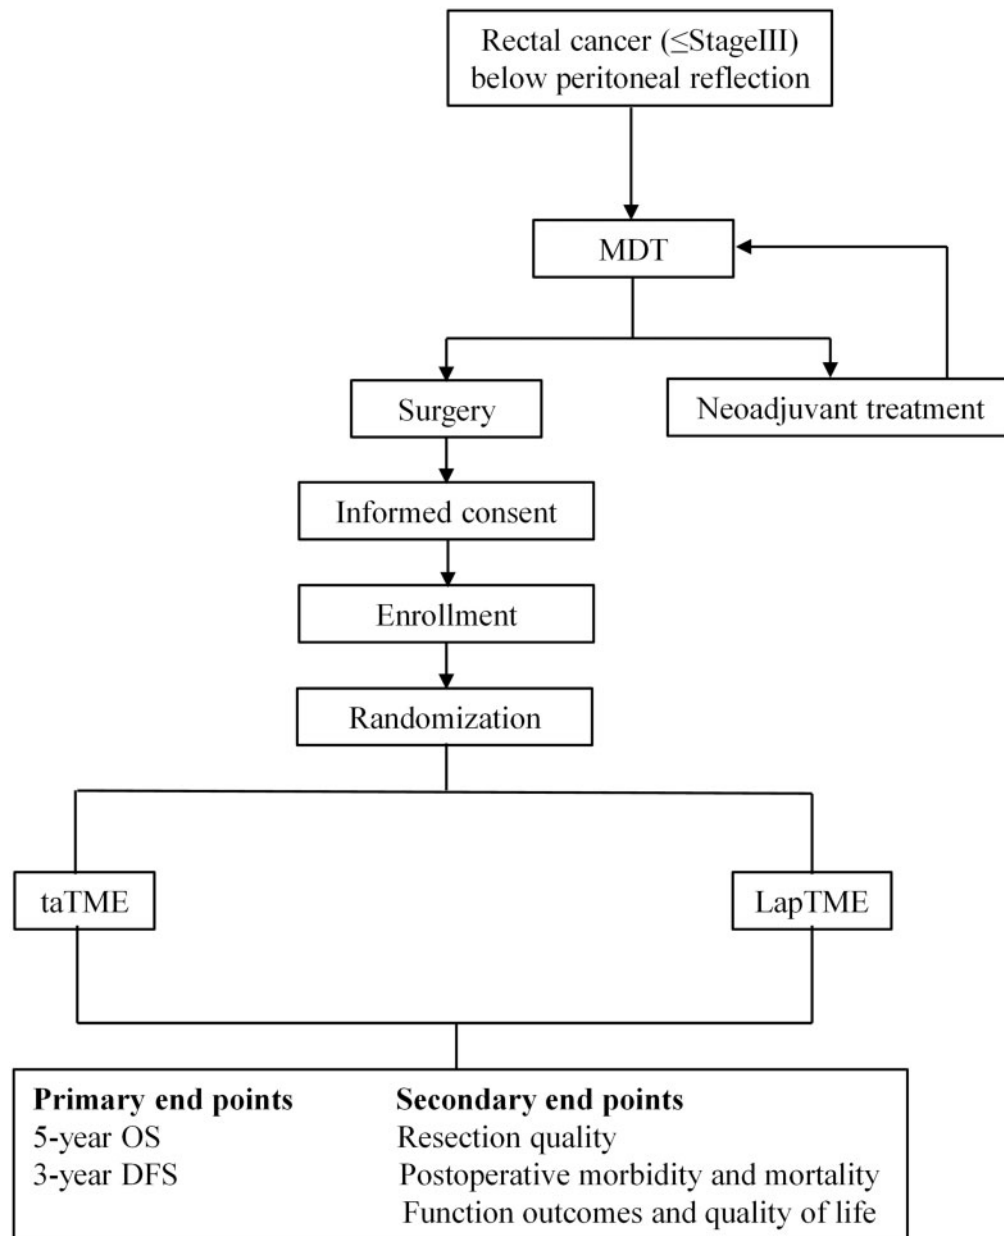 Rectal cancer (≤StageIII)
below peritoneal reflection
MDT
Surgery
Neoadjuvant treatment
Informed consent
Enrollment
Randomization
taTME
LapTME
Primary end points
5-year OS
3-year DFS
Secondary end points
Resection quality
Postoperative morbidity and mortality
Function outcomes and quality of life